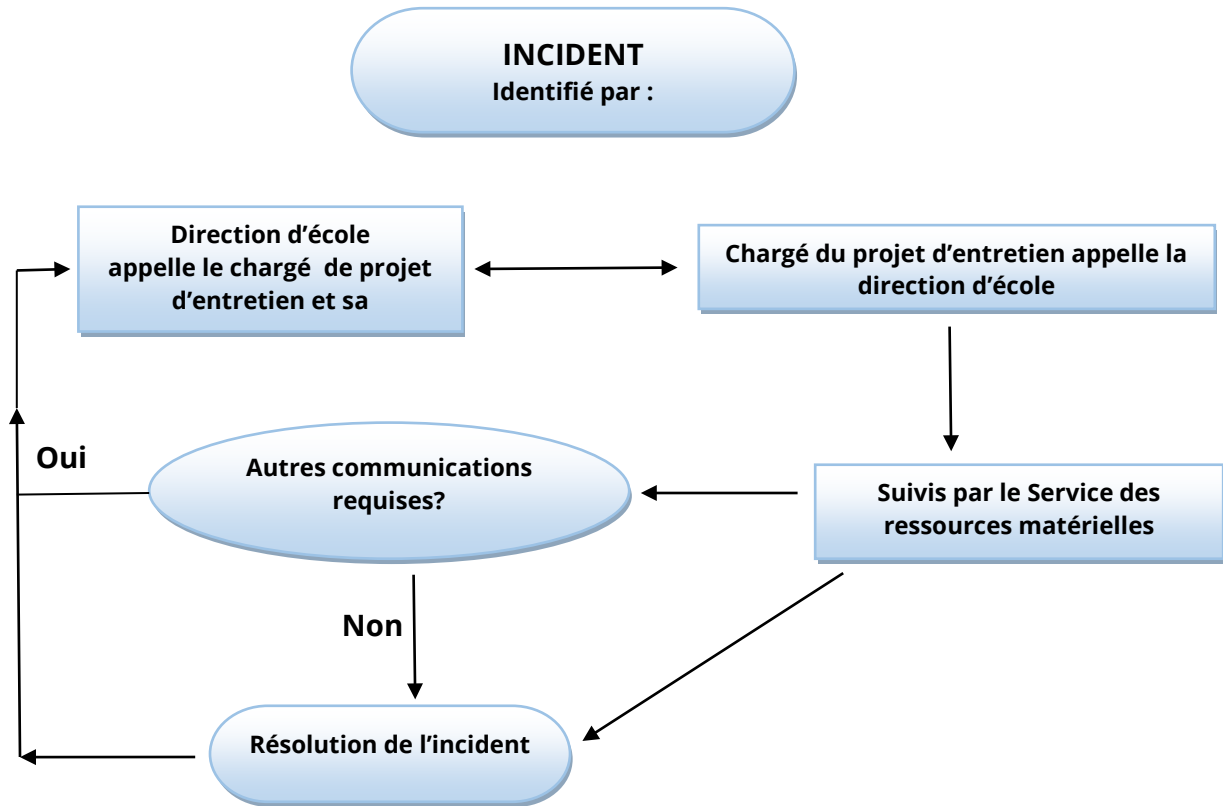 INCIDENT
Identifié par :
Direction d’école
appelle le chargé de projet
d’entretien et sa
Chargé du projet d’entretien appelle la
direction d’école
Oui
Autres communications
requises?
Suivis par le Service des
ressources matérielles
Non
Résolution de l’incident